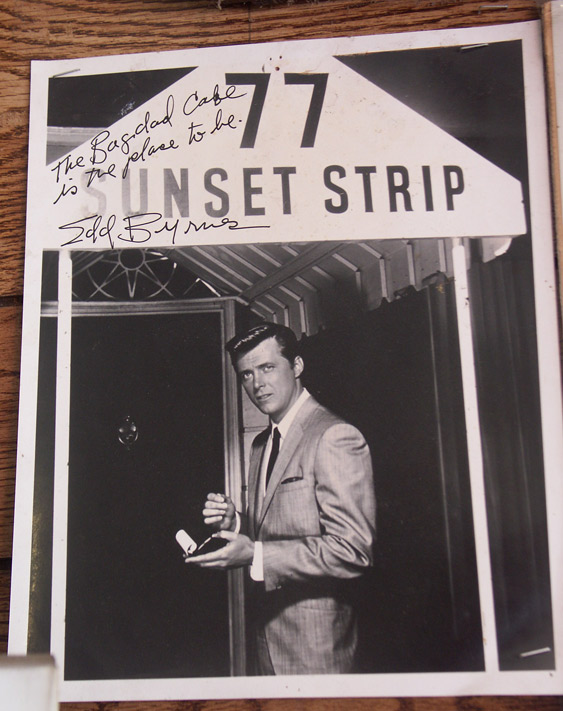 77
SUNSET STRIP
The Bagdad Cafe
is the place to be.
Edd Byrnes